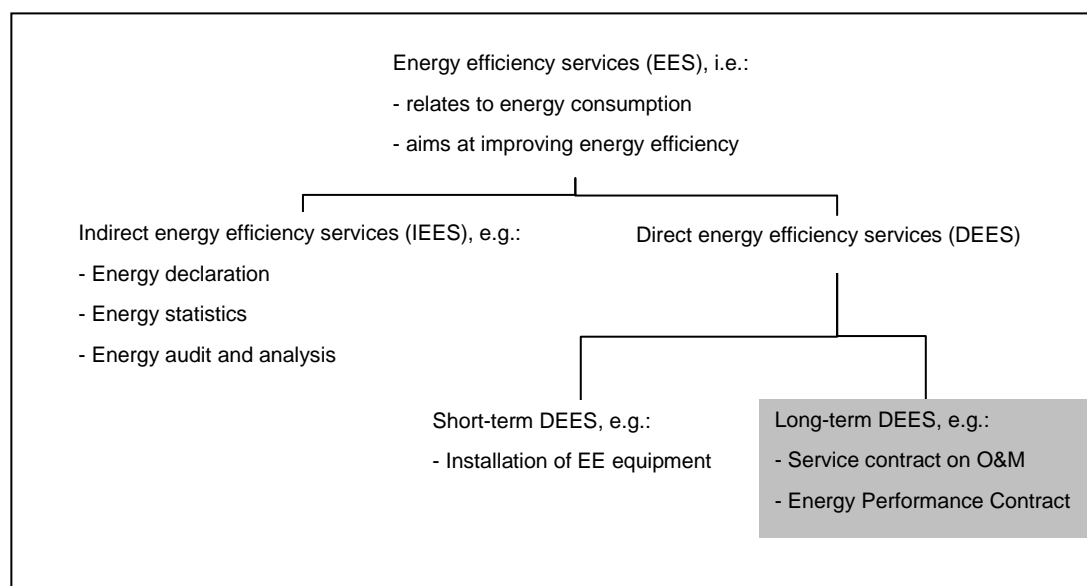 Energy efficiency services (EES), i.e.:
- relates to energy consumption
- aims at improving energy efficiency
Indirect energy efficiency services (IEES), e.g.:
- Energy declaration
- Energy statistics
- Energy audit and analysis
Direct energy efficiency services (DEES)
Short-term DEES, e.g.:
- Installation of EE equipment
Long-term DEES, e.g.:
- Service contract on O&M
- Energy Performance Contract